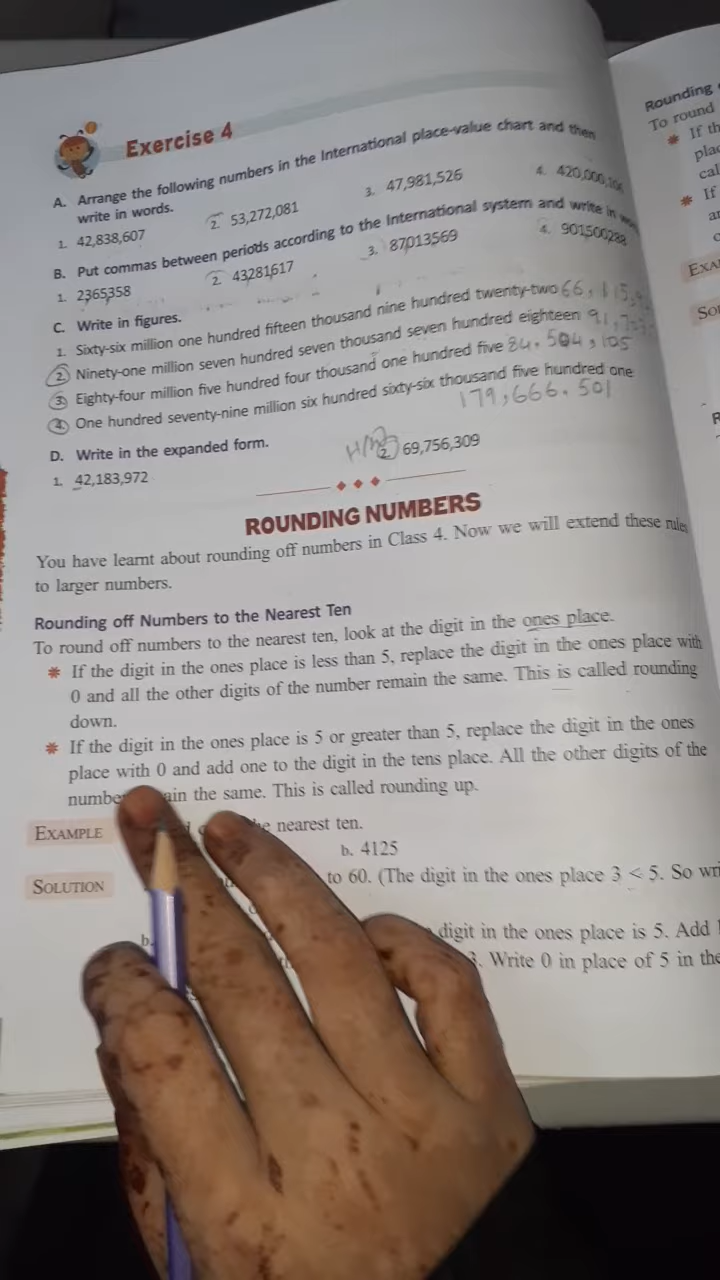 Exercise 4
A. Arrange the following numbers in the International place-value chart and then
write in words.
1. 42,838,607 2. 53,272,081 3. 47,981,526 4. 420,000,
B. Put commas between periods according to the International system and write in
1. 2365358 2. 43281617 3. 87013569 4. 901500288
C. Write in figures.
1. Sixty-six million one hundred fifteen thousand nine hundred twenty-two 66,115,
2. Ninety-one million seven hundred seven thousand seven hundred eighteen 91,
3. Eighty-four million five hundred four thousand one hundred five 84,504,105
4. One hundred seventy-nine million six hundred sixty-six thousand five hundred one
179,666.501
D. Write in the expanded form.
1. 42,183,972 H/W 2. 69,756,309
ROUNDING NUMBERS
You have learnt about rounding off numbers in Class 4. Now we will extend these rules
to larger numbers.
Rounding off Numbers to the Nearest Ten
To round off numbers to the nearest ten, look at the digit in the ones place.
* If the digit in the ones place is less than 5, replace the digit in the ones place with
0 and all the other digits of the number remain the same. This is called rounding
down.
* If the digit in the ones place is 5 or greater than 5, replace the digit in the ones
place with 0 and add one to the digit in the tens place. All the other digits of the
the same. This is called rounding up.
EXAMPLE nearest ten.
b. 4125
SOLUTION to 60. (The digit in the ones place 3 < 5. So
b. digit in the ones place is 5. Add
Write 0 in place of 5 in the
Rounding
To round
* If
* If